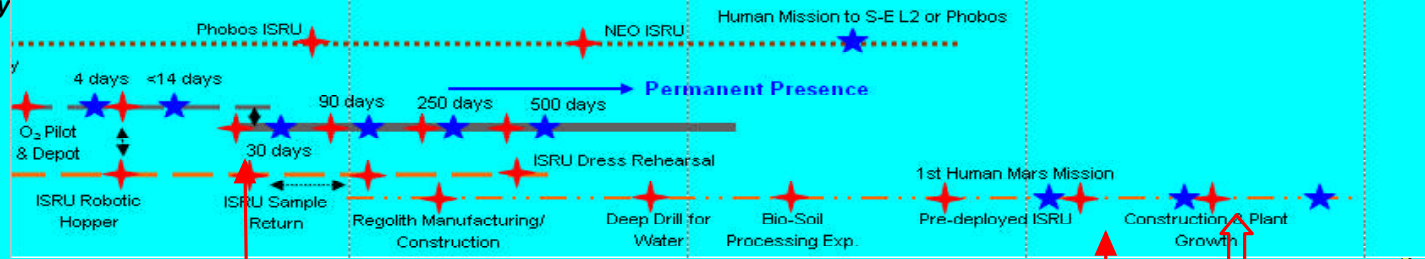 y
Human Mission to S-E L2 or Phobos
Phobos ISRU
NEO ISRU
y
4 days <14 days
90 days 250 days 500 days
Permanent Presence
O₂ Pilot
& Depot
30 days
ISRU Dress Rehearsal
1st Human Mars Mission
ISRU Robotic
Hopper
ISRU Sample
Return
Regolith Manufacturing/
Construction
Deep Drill for
Water
Bio-Soil
Processing Exp.
Pre-deployed ISRU
Construction & Plant
Growth